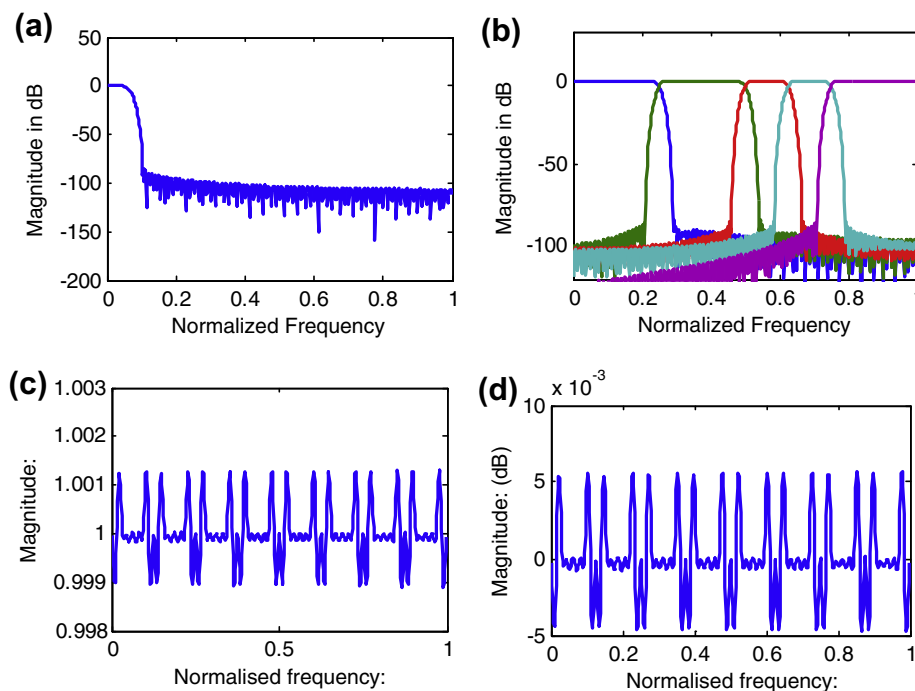 (a)
50
0
-50
-100
-150
-200
0 0.2 0.4 0.6 0.8 1
Magnitude in dB
Normalized Frequency
(b)
0
-50
-100
0 0.2 0.4 0.6 0.8
Magnitude in dB
Normalized Frequency
(c)
1.003
1.002
1.001
1
0.999
0.998
0 0.5 1
Magnitude:
Normalised frequency:
(d)
x 10-3
10
5
0
-5
0 0.2 0.4 0.6 0.8 1
Magnitude: (dB)
Normalised frequency: